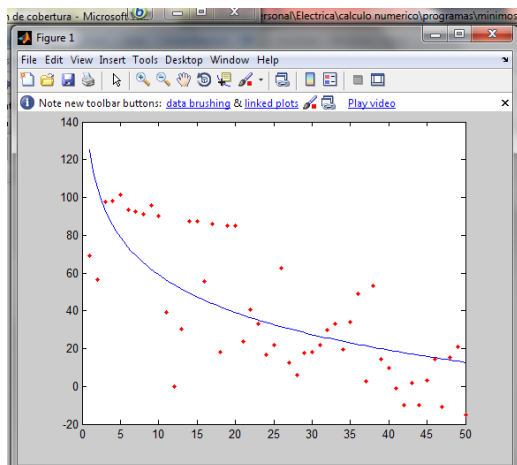 n de cobertura - Microsoft
ersonal\Electrica\calculo numerico\programas\minimos
Figure 1
File Edit View Insert Tools Desktop Window Help
Note new toolbar buttons: data brushing & linked plots Play video
140
120
100
80
60
40
20
0
-20
0 5 10 15 20 25 30 35 40 45 50